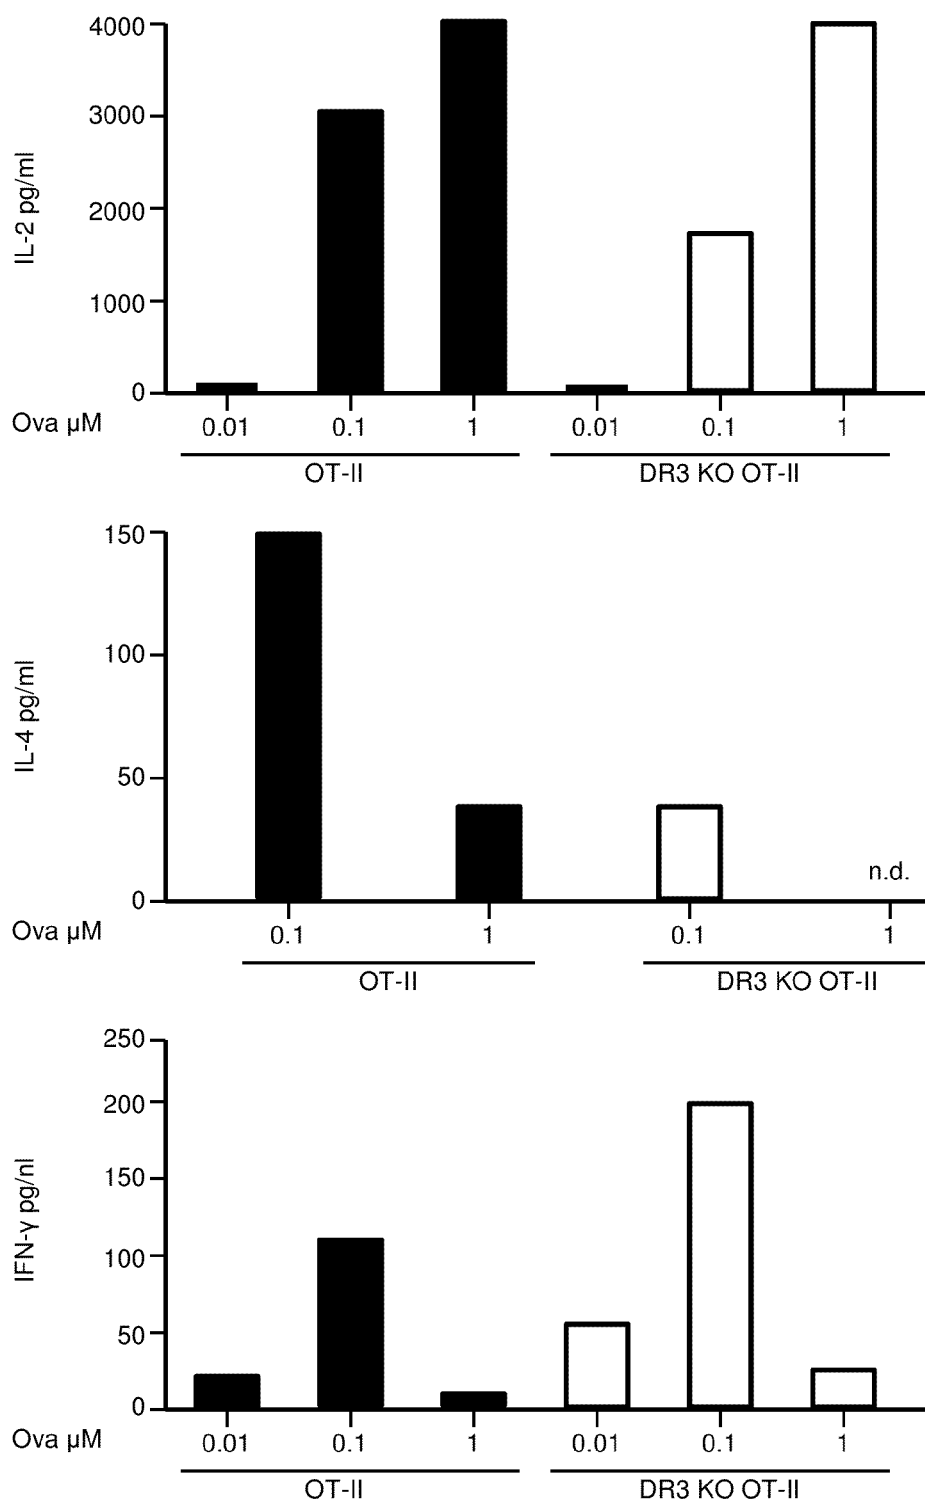 4000
3000
2000
1000
0
IL-2 pg/ml
Ova µM 0.01 0.1 1 0.01 0.1 1
OT-II DR3 KO OT-II
150
100
50
0
IL-4 pg/ml
n.d.
Ova µM 0.1 1 0.1 1
OT-II DR3 KO OT-II
250
200
150
100
50
0
IFN-γ pg/nl
Ova µM 0.01 0.1 1 0.01 0.1 1
OT-II DR3 KO OT-II